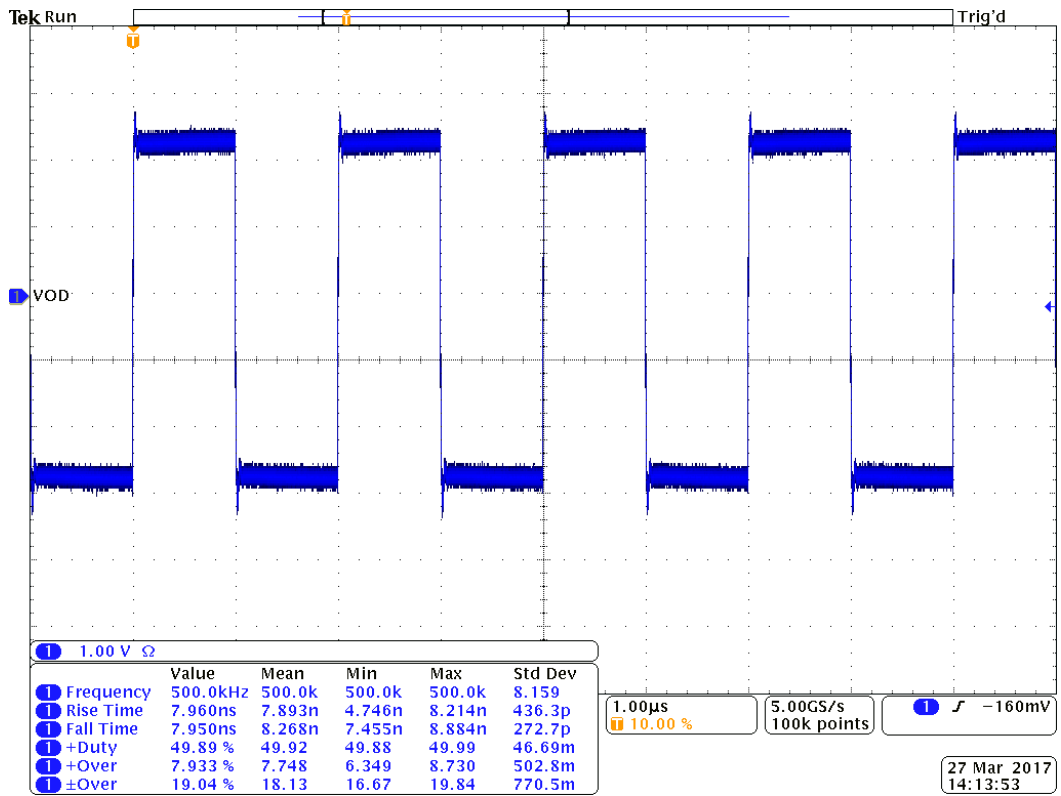 Tek Run Trig'd
T
T
1 VOD
1 1.00 V Ω
Value Mean Min Max Std Dev
1 Frequency 500.0kHz 500.0k 500.0k 500.0k 8.159
1 Rise Time 7.960ns 7.893n 4.746n 8.214n 436.3p
1 Fall Time 7.950ns 8.268n 7.455n 8.884n 272.7p
1 +Duty 49.89 % 49.92 49.88 49.99 46.69m
1 +Over 7.933 % 7.748 6.349 8.730 502.8m
1 ±Over 19.04 % 18.13 16.67 19.84 770.5m
1.00µs
T 10.00 %
5.00GS/s
100k points
1 −160mV
27 Mar 2017
14:13:53